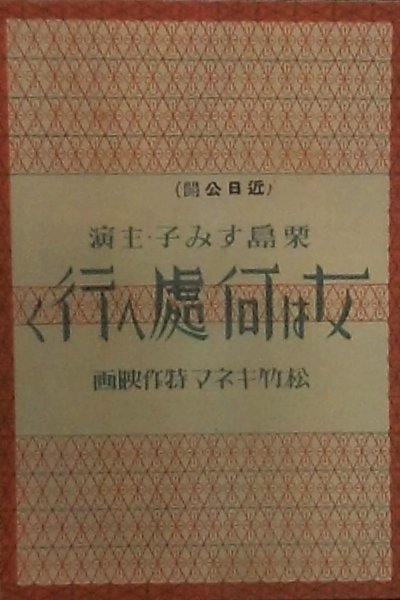 (近日公開)
栗島すみ子・主演
女は何處へ行く
松竹キネマ特作映画